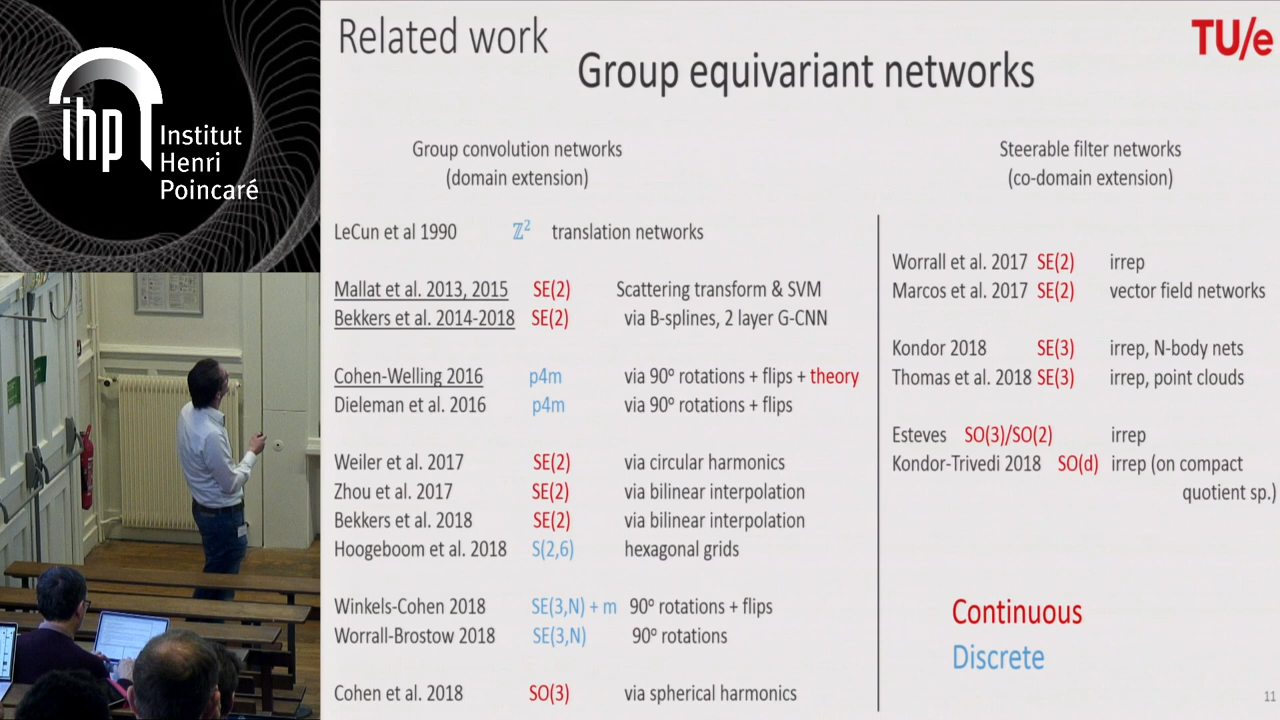 ihp Institut
Henri
Poincaré
Related work
TU/e
Group equivariant networks
Group convolution networks
(domain extension)
LeCun et al 1990 ℤ² translation networks
Mallat et al. 2013, 2015 SE(2) Scattering transform & SVM
Bekkers et al. 2014-2018 SE(2) via B-splines, 2 layer G-CNN
Cohen-Welling 2016 p4m via 90º rotations + flips + theory
Dieleman et al. 2016 p4m via 90º rotations + flips
Weiler et al. 2017 SE(2) via circular harmonics
Zhou et al. 2017 SE(2) via bilinear interpolation
Bekkers et al. 2018 SE(2) via bilinear interpolation
Hoogeboom et al. 2018 S(2,6) hexagonal grids
Winkels-Cohen 2018 SE(3,N) + m 90º rotations + flips
Worrall-Brostow 2018 SE(3,N) 90º rotations
Cohen et al. 2018 SO(3) via spherical harmonics
Steerable filter networks
(co-domain extension)
Worrall et al. 2017 SE(2) irrep
Marcos et al. 2017 SE(2) vector field networks
Kondor 2018 SE(3) irrep, N-body nets
Thomas et al. 2018 SE(3) irrep, point clouds
Esteves SO(3)/SO(2) irrep
Kondor-Trivedi 2018 SO(d) irrep (on compact
quotient sp.)
Continuous
Discrete
11